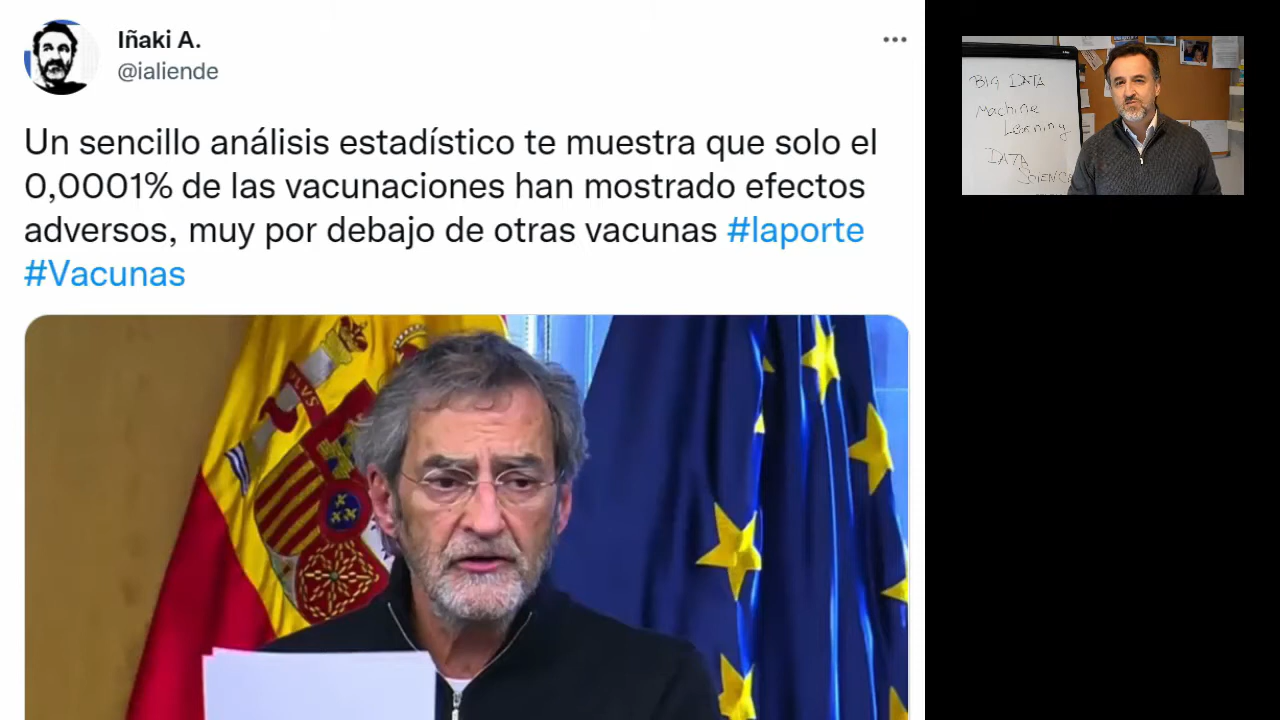 Iñaki A.
@ialiende
Un sencillo análisis estadístico te muestra que solo el
0,0001% de las vacunaciones han mostrado efectos
adversos, muy por debajo de otras vacunas #laporte
#Vacunas
BIG DATA
Machine
Learning
DATA
SCIENC